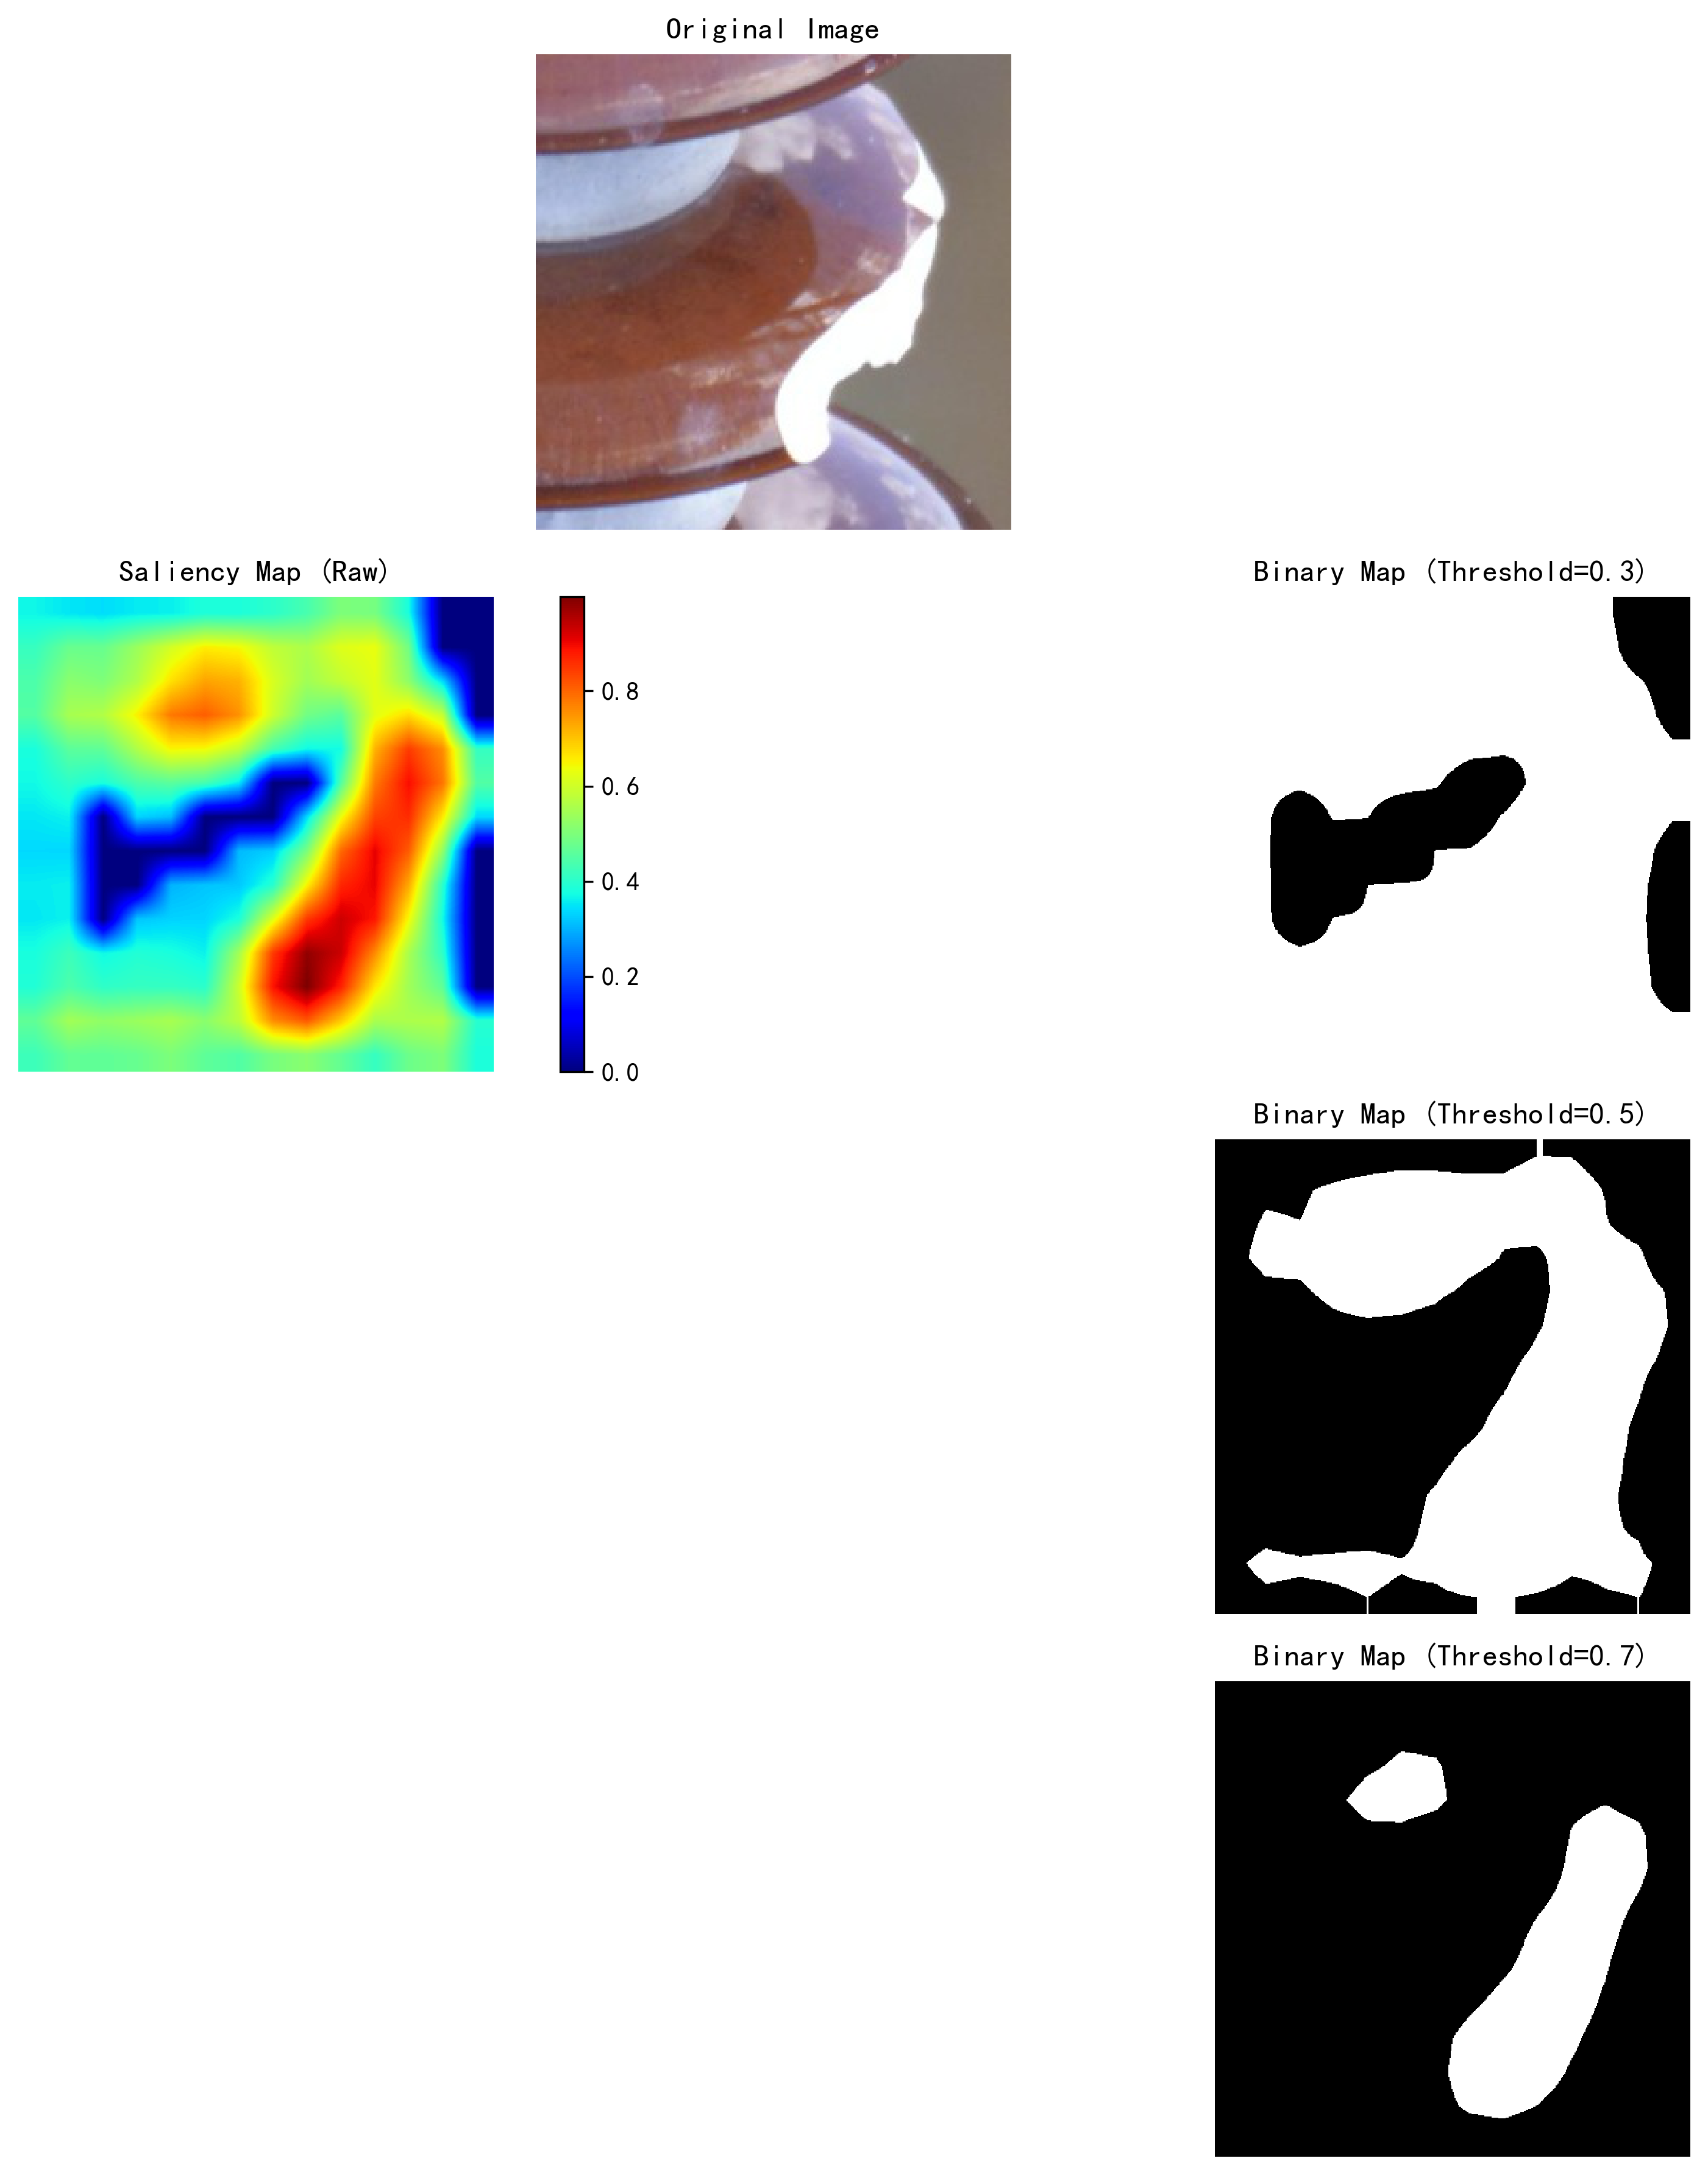 Original Image
Saliency Map (Raw)
Binary Map (Threshold=0.3)
0.8
0.6
0.4
0.2
0.0
Binary Map (Threshold=0.5)
Binary Map (Threshold=0.7)